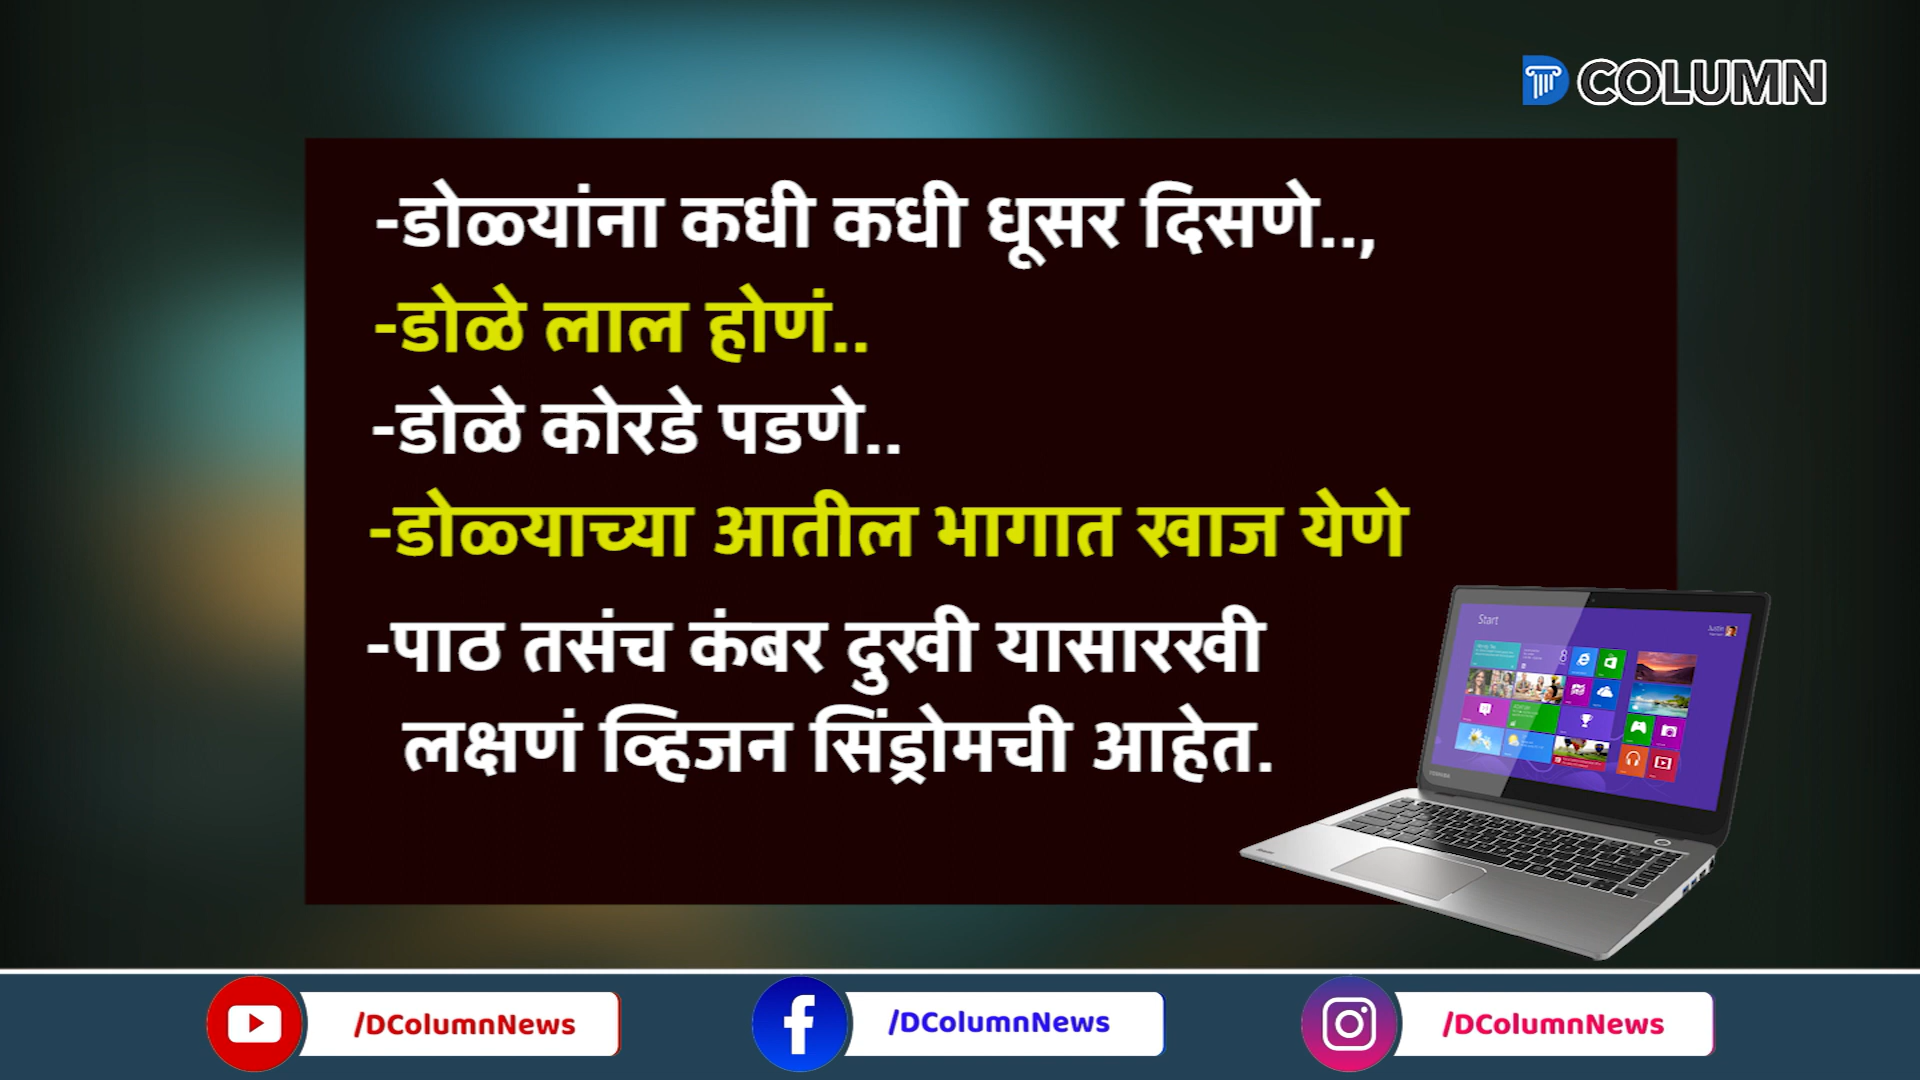 COLUMN
-डोळ्यांना कधी कधी धूसर दिसणे..,
-डोळे लाल होणं..
-डोळे कोरडे पडणे..
-डोळ्याच्या आतील भागात खाज येणे
-पाठ तसंच कंबर दुखी यासारखी
लक्षणं व्हिजन सिंड्रोमची आहेत.
Start
/DColumnNews
/DColumnNews
/DColumnNews